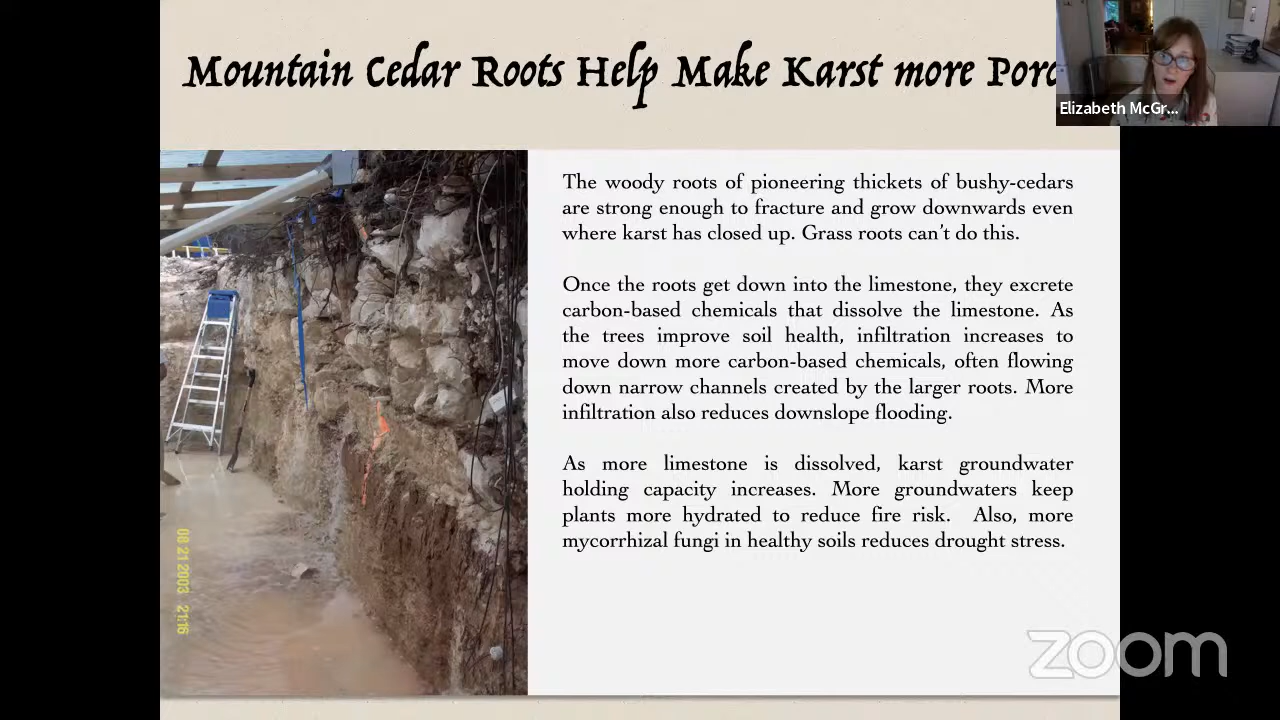 Mountain Cedar Roots Help Make Karst more
Elizabeth McGr...
The woody roots of pioneering thickets of bushy-cedars
are strong enough to fracture and grow downwards even
where karst has closed up. Grass roots can't do this.
Once the roots get down into the limestone, they excrete
carbon-based chemicals that dissolve the limestone. As
the trees improve soil health, infiltration increases to
move down more carbon-based chemicals, often flowing
down narrow channels created by the larger roots. More
infiltration also reduces downslope flooding.
As more limestone is dissolved, karst groundwater
holding capacity increases. More groundwaters keep
plants more hydrated to reduce fire risk. Also, more
mycorrhizal fungi in healthy soils reduces drought stress.
08.21.2003 21:16
zoom